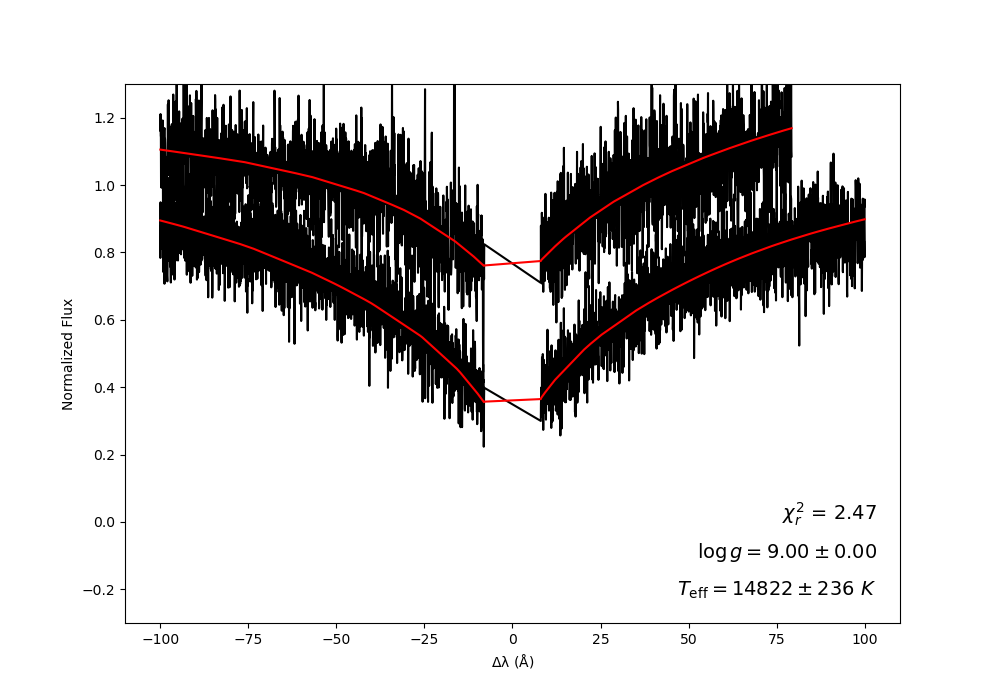 1.2
1.0
0.8
0.6
0.4
0.2
0.0
−0.2
Normalized Flux
χ²ᵣ = 2.47
log g = 9.00 ± 0.00
T_eff = 14822 ± 236 K
−100 −75 −50 −25 0 25 50 75 100
Δλ (Å)